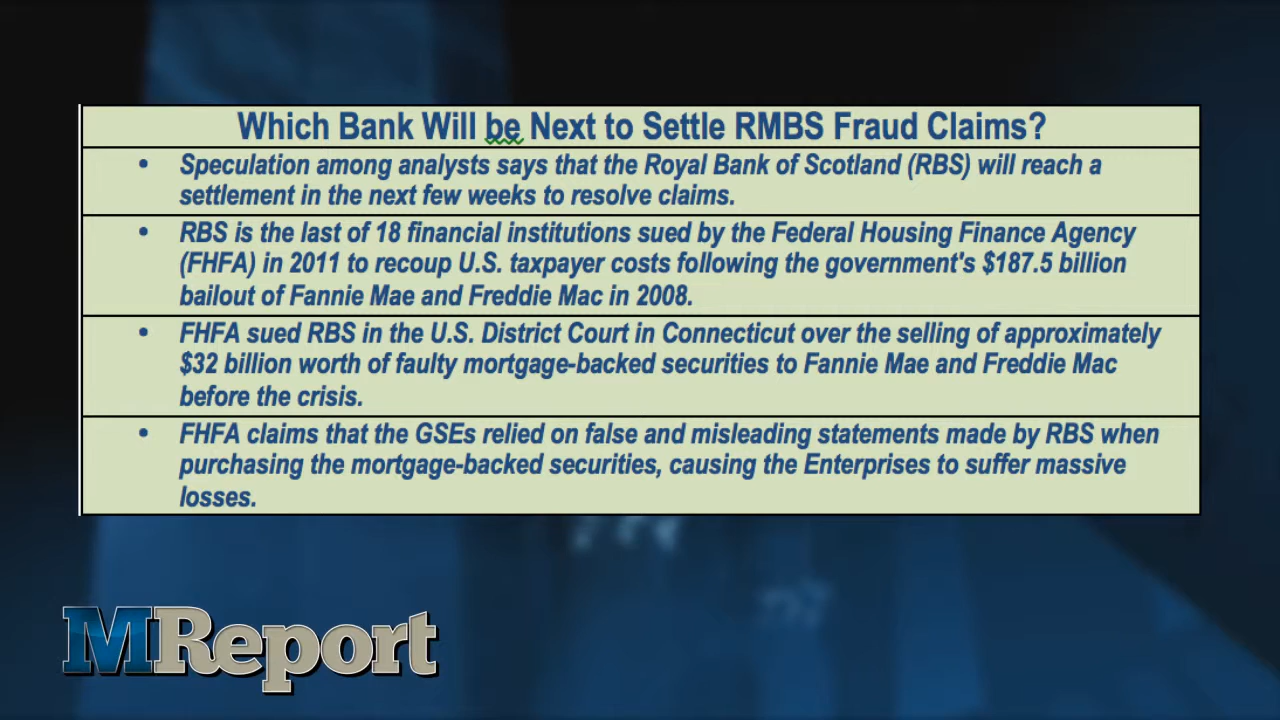 Which Bank Will be Next to Settle RMBS Fraud Claims?
• Speculation among analysts says that the Royal Bank of Scotland (RBS) will reach a
settlement in the next few weeks to resolve claims.
• RBS is the last of 18 financial institutions sued by the Federal Housing Finance Agency
(FHFA) in 2011 to recoup U.S. taxpayer costs following the government's $187.5 billion
bailout of Fannie Mae and Freddie Mac in 2008.
• FHFA sued RBS in the U.S. District Court in Connecticut over the selling of approximately
$32 billion worth of faulty mortgage-backed securities to Fannie Mae and Freddie Mac
before the crisis.
• FHFA claims that the GSEs relied on false and misleading statements made by RBS when
purchasing the mortgage-backed securities, causing the Enterprises to suffer massive
losses.
MReport